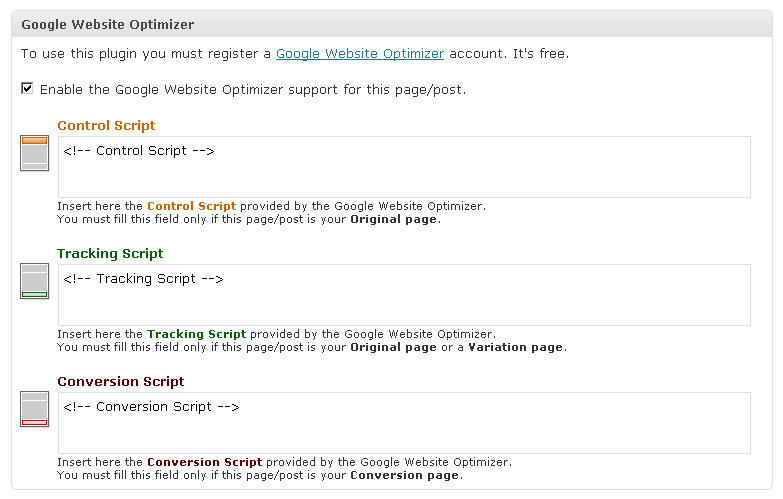 Google Website Optimizer
To use this plugin you must register a Google Website Optimizer account. It's free.
Enable the Google Website Optimizer support for this page/post.
Control Script
<!-- Control Script -->
Insert here the Control Script provided by the Google Website Optimizer.
You must fill this field only if this page/post is your Original page.
Tracking Script
<!-- Tracking Script -->
Insert here the Tracking Script provided by the Google Website Optimizer.
You must fill this field only if this page/post is your Original page or a Variation page.
Conversion Script
<!-- Conversion Script -->
Insert here the Conversion Script provided by the Google Website Optimizer.
You must fill this field only if this page/post is your Conversion page.